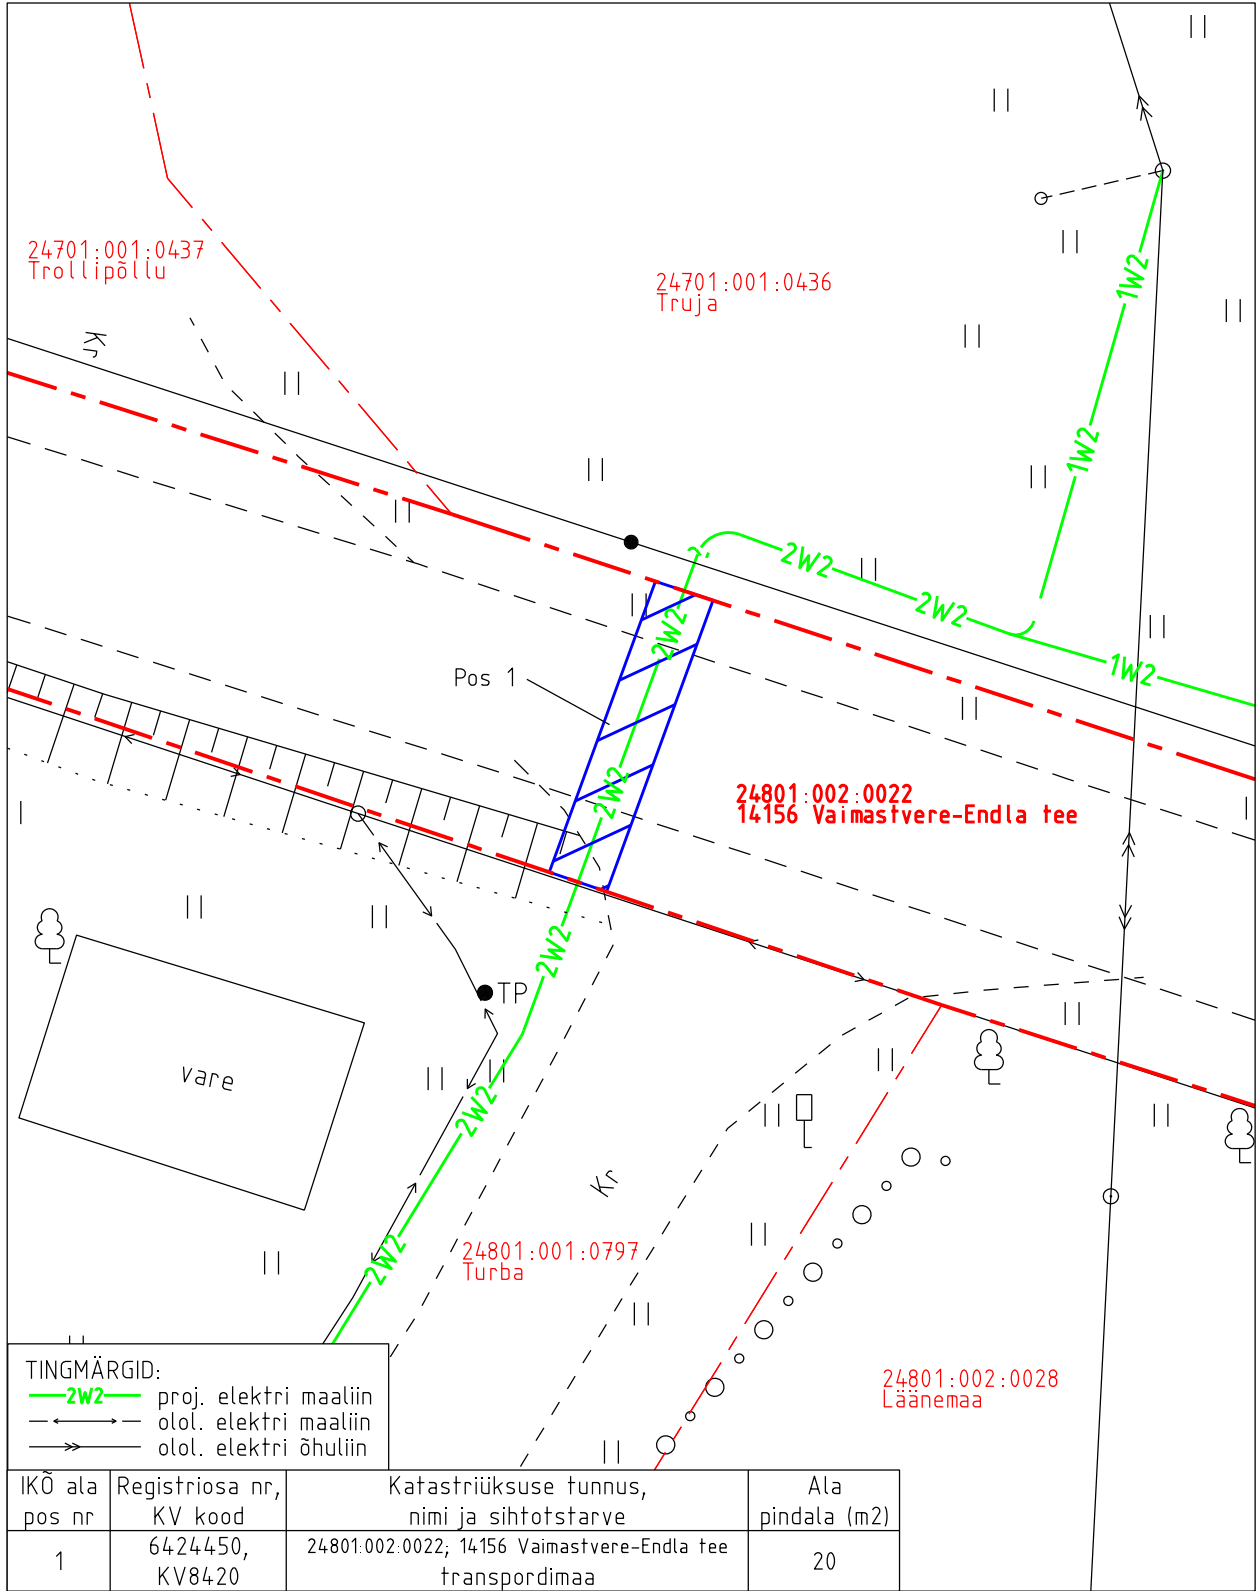 24701:001:0437
Trollipõllu
24701:001:0436
Truja
Kr
1W2
1W2
2W2
2W2
1W2
2W2
Pos 1
2W2
24801:002:0022
14156 Vaimastvere-Endla tee
2W2
TP
vare
2W2
Kr
2W2
24801:001:0797
Turba
24801:002:0028
Läänemaa
TINGMÄRGID:
2W2 proj. elektri maaliin
olol. elektri maaliin
olol. elektri õhuliin
IKÕ ala pos nr
Registriosa nr, KV kood
Katastriüksuse tunnus, nimi ja sihtotstarve
Ala pindala (m2)
1
6424450, KV8420
24801:002:0022; 14156 Vaimastvere-Endla tee
transpordimaa
20